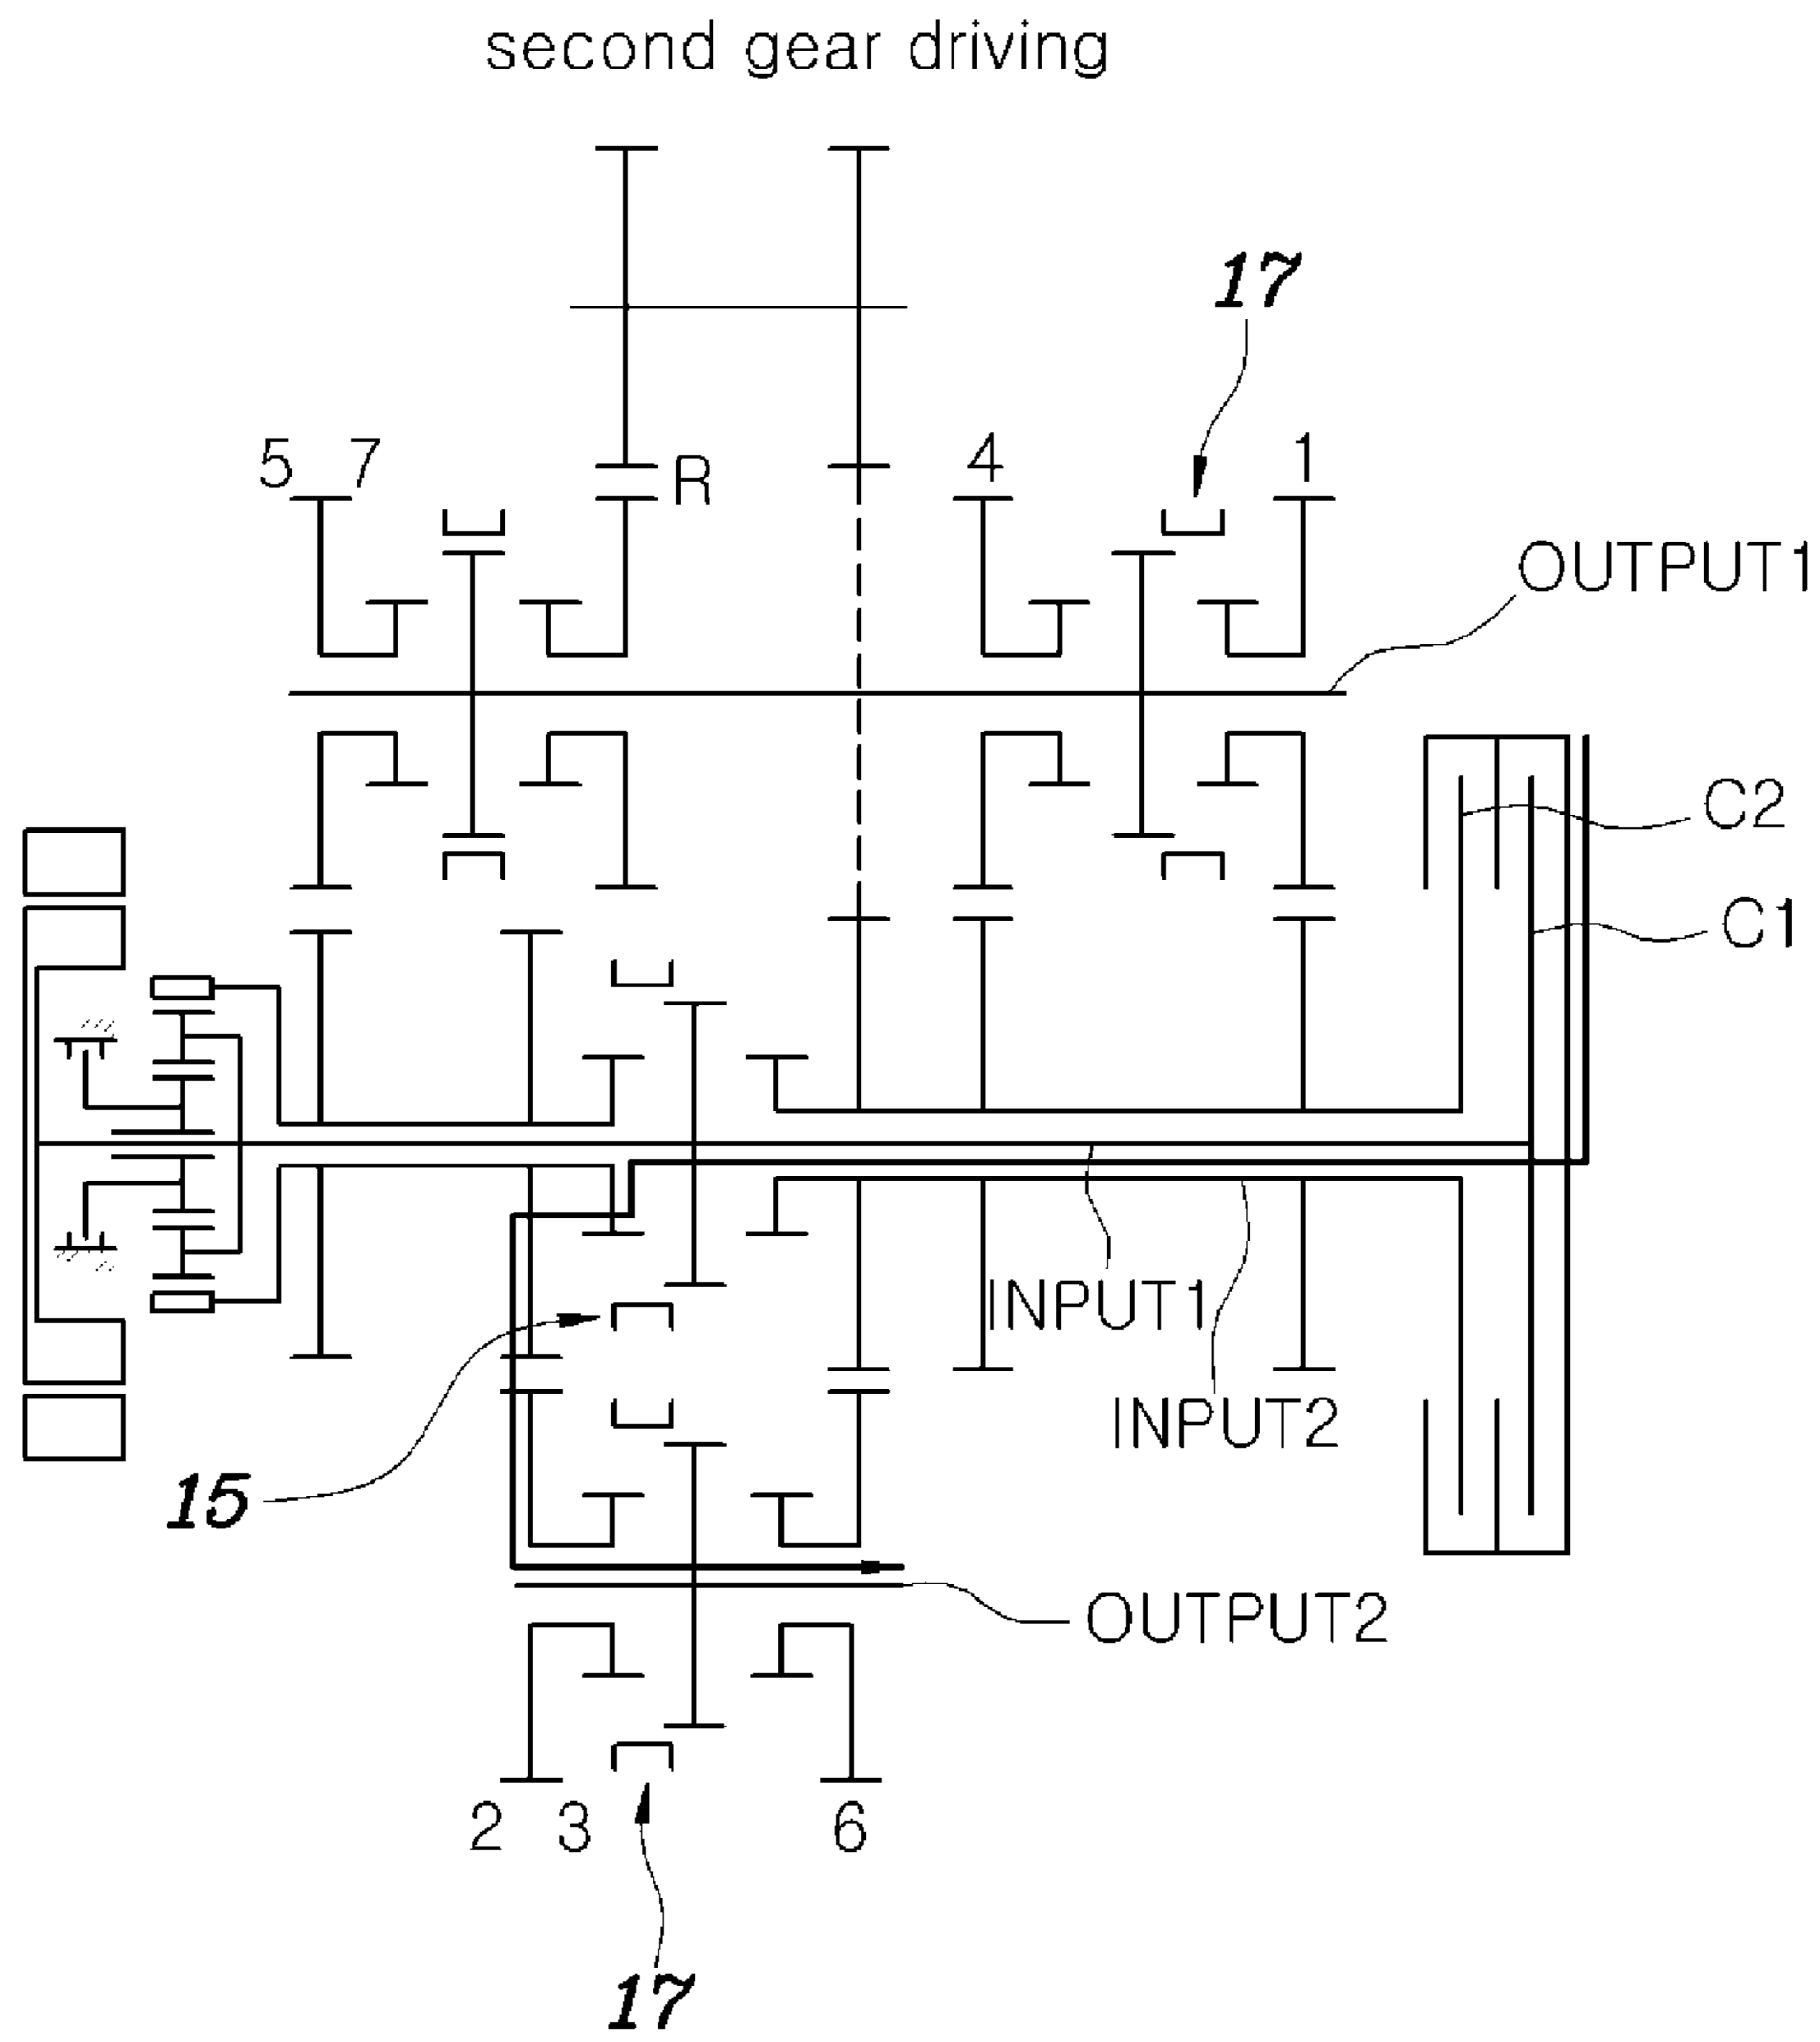 second gear driving
17
5 7 R 4 1
OUTPUT1
C2
C1
INPUT1
INPUT2
15
OUTPUT2
2 3 6
17